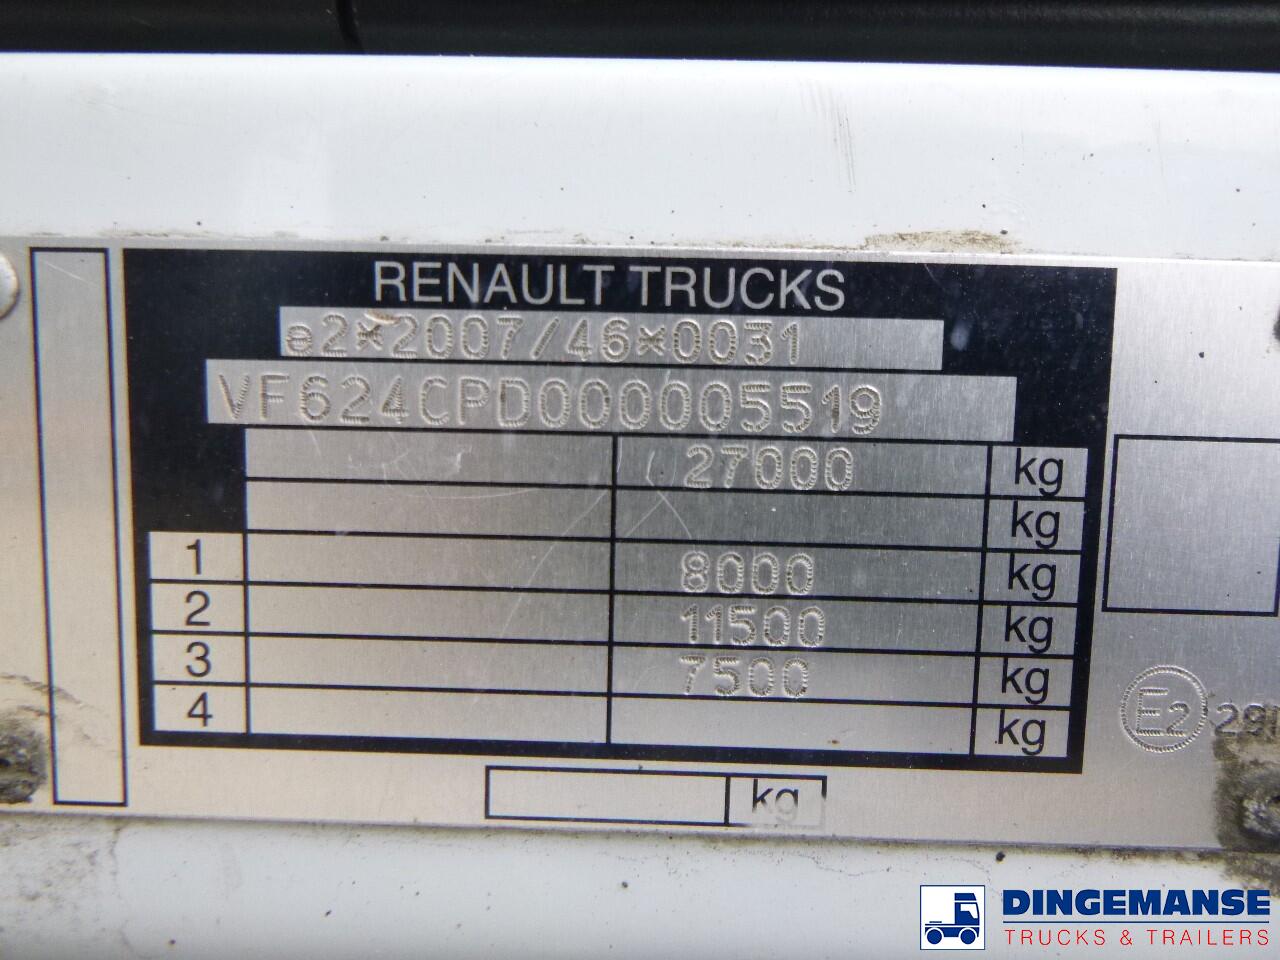 RENAULT TRUCKS
e2*2007/46*0031
VF624CPD000005519
27000 kg
kg
1 8000 kg
2 11500 kg
3 7500 kg
4 kg
kg
E2 29R
DINGEMANSE
TRUCKS & TRAILERS